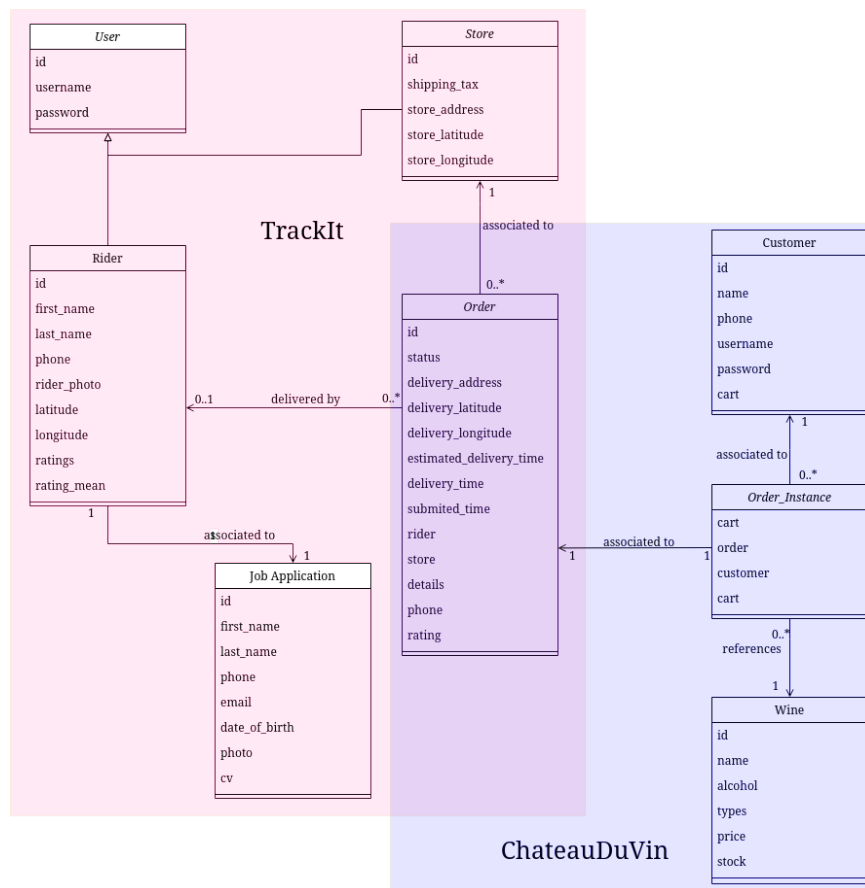 User
id
username
password
Store
id
shipping_tax
store_address
store_latitude
store_longitude
1
associated to
0..*
TrackIt
Rider
id
first_name
last_name
phone
rider_photo
latitude
longitude
ratings
rating_mean
1
0..1
delivered by
0..*
associated to
1
Job Application
id
first_name
last_name
phone
email
date_of_birth
photo
cv
Order
id
status
delivery_address
delivery_latitude
delivery_longitude
estimated_delivery_time
delivery_time
submited_time
rider
store
details
phone
rating
1
associated to
1
Customer
id
name
phone
username
password
cart
1
associated to
0..*
Order_Instance
cart
order
customer
cart
0..*
references
1
Wine
id
name
alcohol
types
price
stock
ChateauDuVin